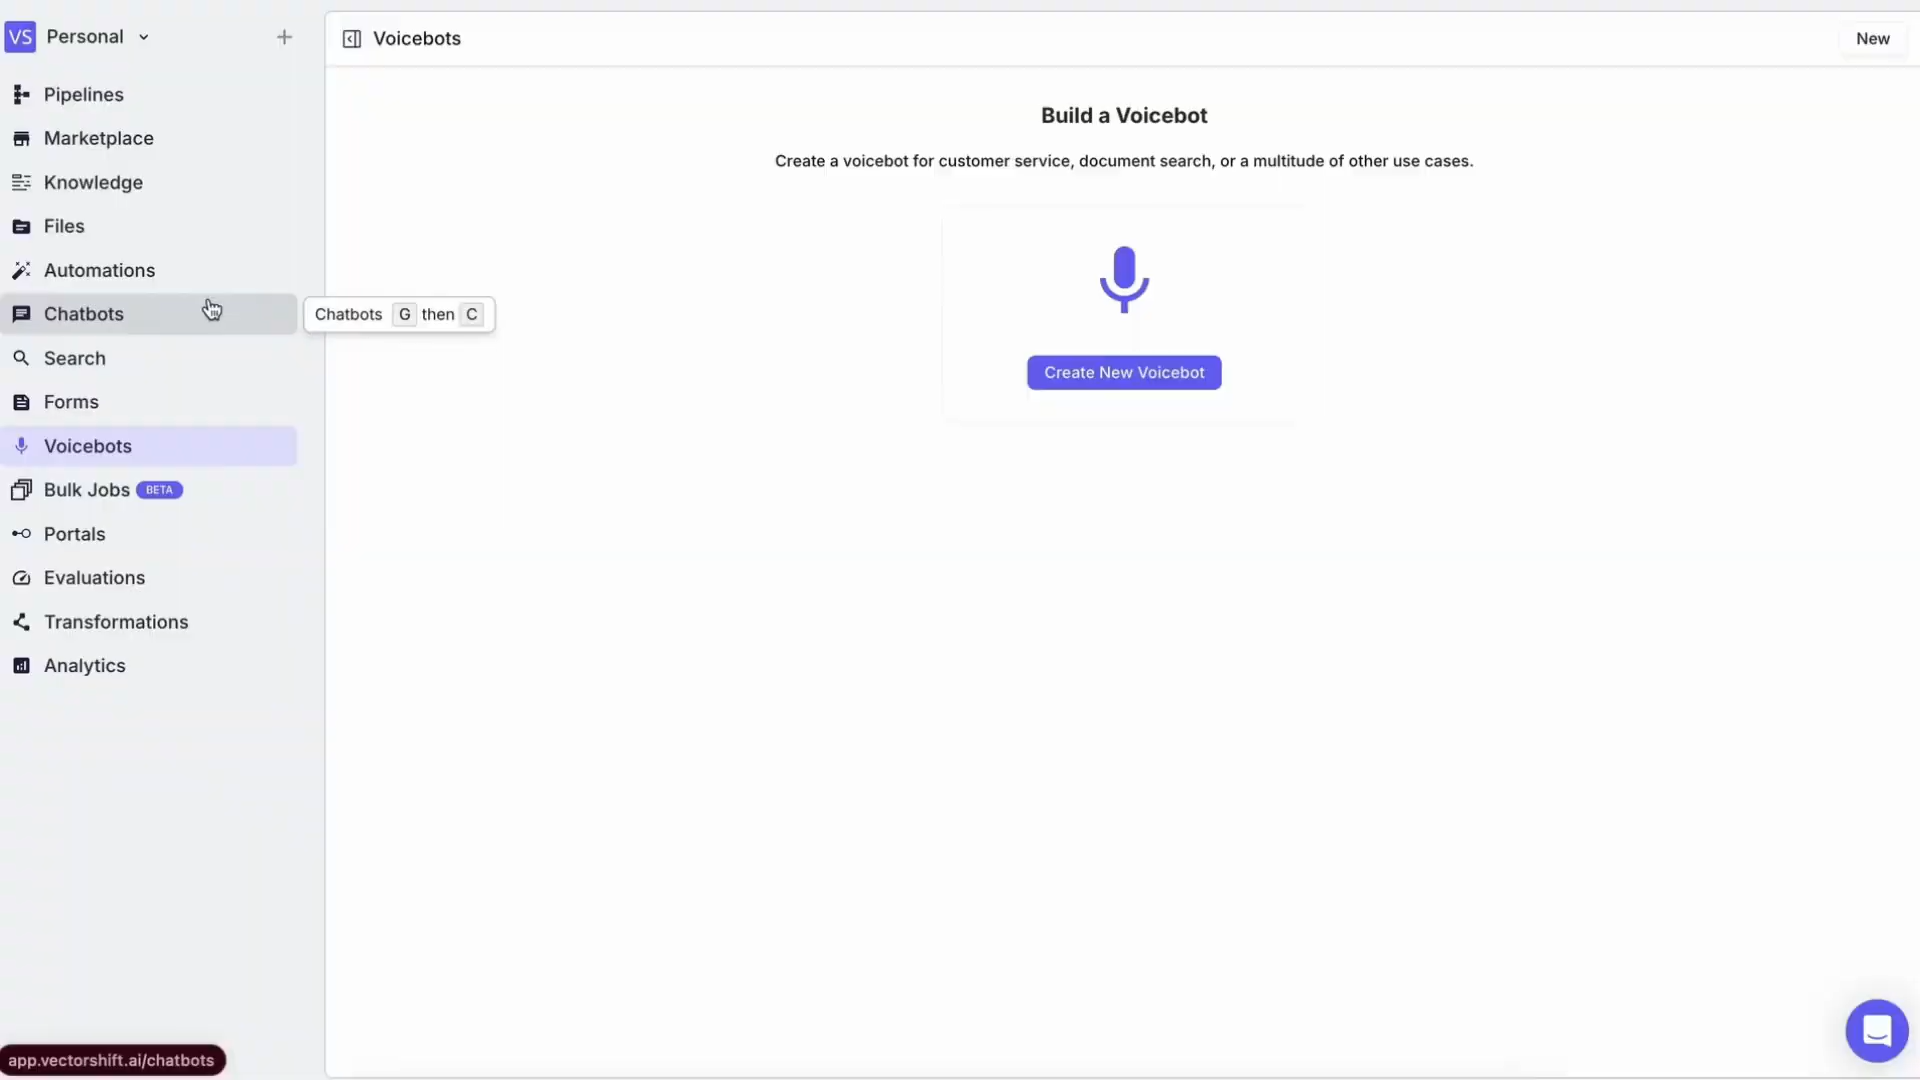 VS Personal
Voicebots
New
Pipelines
Marketplace
Knowledge
Files
Automations
Chatbots
Chatbots G then C
Search
Forms
Voicebots
Bulk Jobs BETA
Portals
Evaluations
Transformations
Analytics
Build a Voicebot
Create a voicebot for customer service, document search, or a multitude of other use cases.
Create New Voicebot
app.vectorshift.ai/chatbots